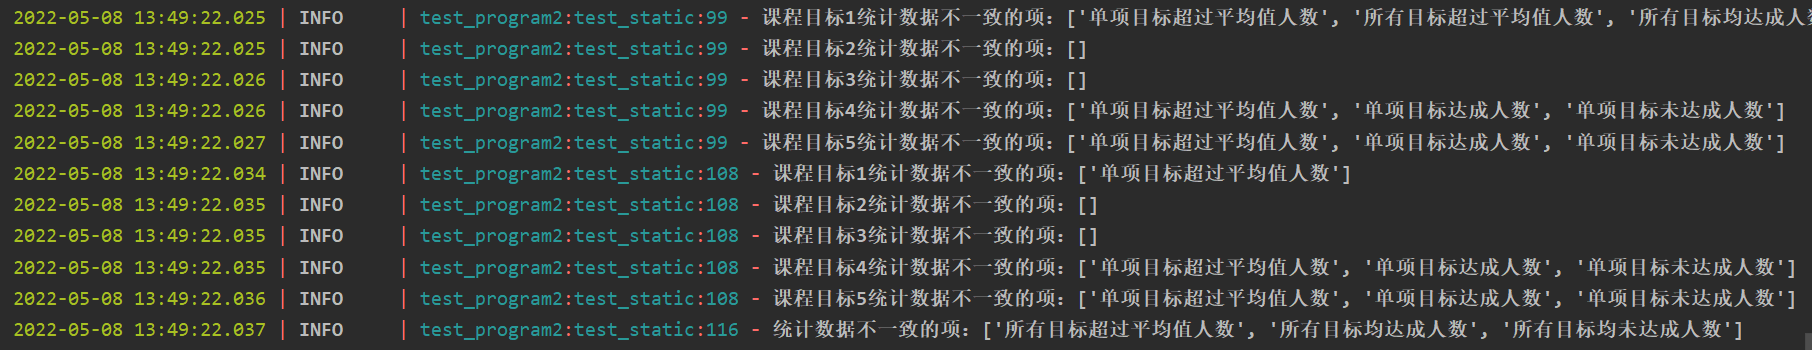 2022-05-08 13:49:22.025 | INFO     | test_program2:test_static:99 - 课程目标1统计数据不一致的项：['单项目标超过平均值人数', '所有目标超过平均值人数', '所有目标均达成人
2022-05-08 13:49:22.025 | INFO     | test_program2:test_static:99 - 课程目标2统计数据不一致的项：[]
2022-05-08 13:49:22.026 | INFO     | test_program2:test_static:99 - 课程目标3统计数据不一致的项：[]
2022-05-08 13:49:22.026 | INFO     | test_program2:test_static:99 - 课程目标4统计数据不一致的项：['单项目标超过平均值人数', '单项目标达成人数', '单项目标未达成人数']
2022-05-08 13:49:22.027 | INFO     | test_program2:test_static:99 - 课程目标5统计数据不一致的项：['单项目标超过平均值人数', '单项目标达成人数', '单项目标未达成人数']
2022-05-08 13:49:22.034 | INFO     | test_program2:test_static:108 - 课程目标1统计数据不一致的项：['单项目标超过平均值人数']
2022-05-08 13:49:22.035 | INFO     | test_program2:test_static:108 - 课程目标2统计数据不一致的项：[]
2022-05-08 13:49:22.035 | INFO     | test_program2:test_static:108 - 课程目标3统计数据不一致的项：[]
2022-05-08 13:49:22.035 | INFO     | test_program2:test_static:108 - 课程目标4统计数据不一致的项：['单项目标超过平均值人数', '单项目标达成人数', '单项目标未达成人数']
2022-05-08 13:49:22.036 | INFO     | test_program2:test_static:108 - 课程目标5统计数据不一致的项：['单项目标超过平均值人数', '单项目标达成人数', '单项目标未达成人数']
2022-05-08 13:49:22.037 | INFO     | test_program2:test_static:116 - 统计数据不一致的项：['所有目标超过平均值人数', '所有目标均达成人数', '所有目标均未达成人数']